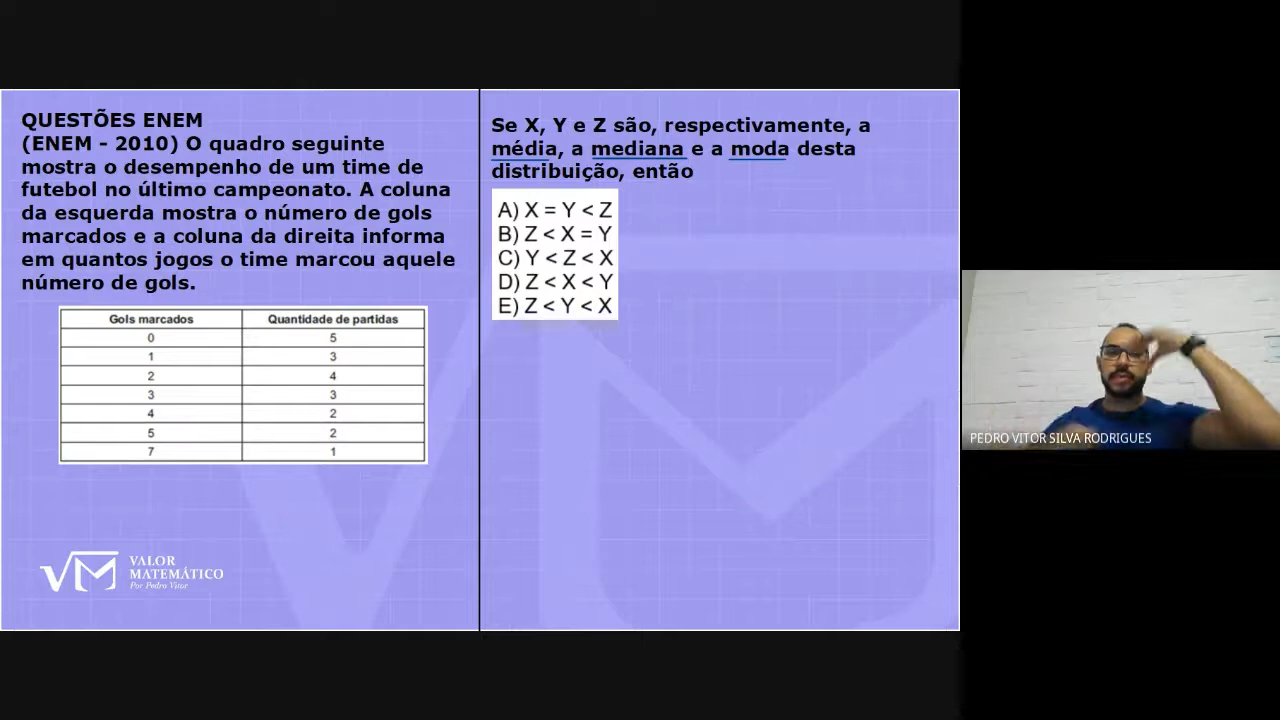 QUESTÕES ENEM
(ENEM - 2010) O quadro seguinte
mostra o desempenho de um time de
futebol no último campeonato. A coluna
da esquerda mostra o número de gols
marcados e a coluna da direita informa
em quantos jogos o time marcou aquele
número de gols.
Gols marcados Quantidade de partidas
0 5
1 3
2 4
3 3
4 2
5 2
7 1
VALOR
MATEMÁTICO
Por Pedro Vitor
Se X, Y e Z são, respectivamente, a
média, a mediana e a moda desta
distribuição, então
A) X = Y < Z
B) Z < X = Y
C) Y < Z < X
D) Z < X < Y
E) Z < Y < X
PEDRO VITOR SILVA RODRIGUES